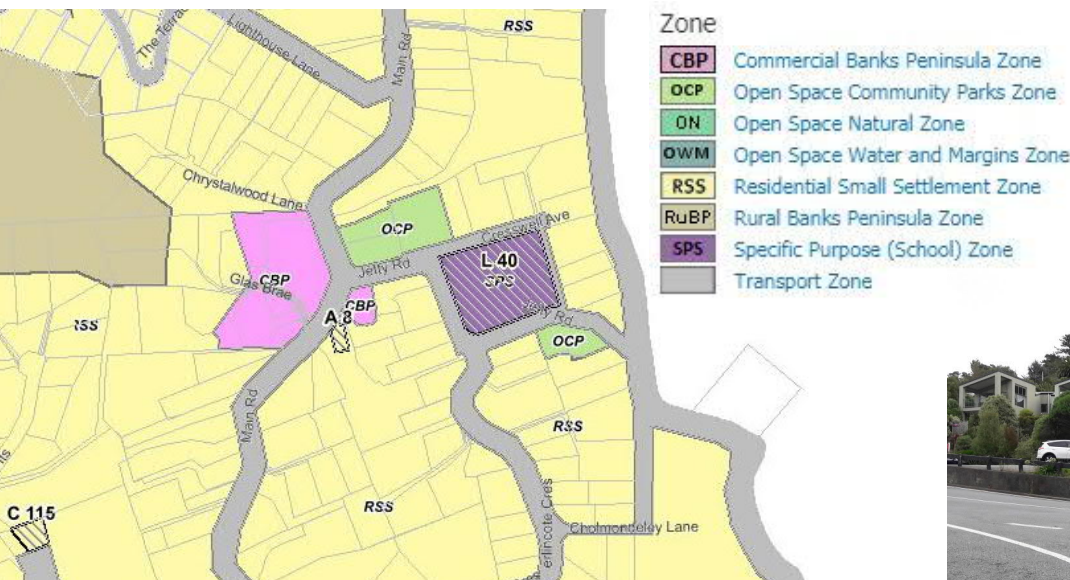 The Terrac
Lighthouse Lane
Main Rd
RSS
Chrystalwood Lane
OCP
Cresswell Ave
Jetty Rd
L 40
SPS
CBP
Glas Brae
CBP
A 8
RSS
Jetty Rd
OCP
Main Rd
RSS
RSS
C 115
Cholmondeley Lane
erlincote Cres
Zone
CBP Commercial Banks Peninsula Zone
OCP Open Space Community Parks Zone
ON Open Space Natural Zone
OWM Open Space Water and Margins Zone
RSS Residential Small Settlement Zone
RuBP Rural Banks Peninsula Zone
SPS Specific Purpose (School) Zone
Transport Zone